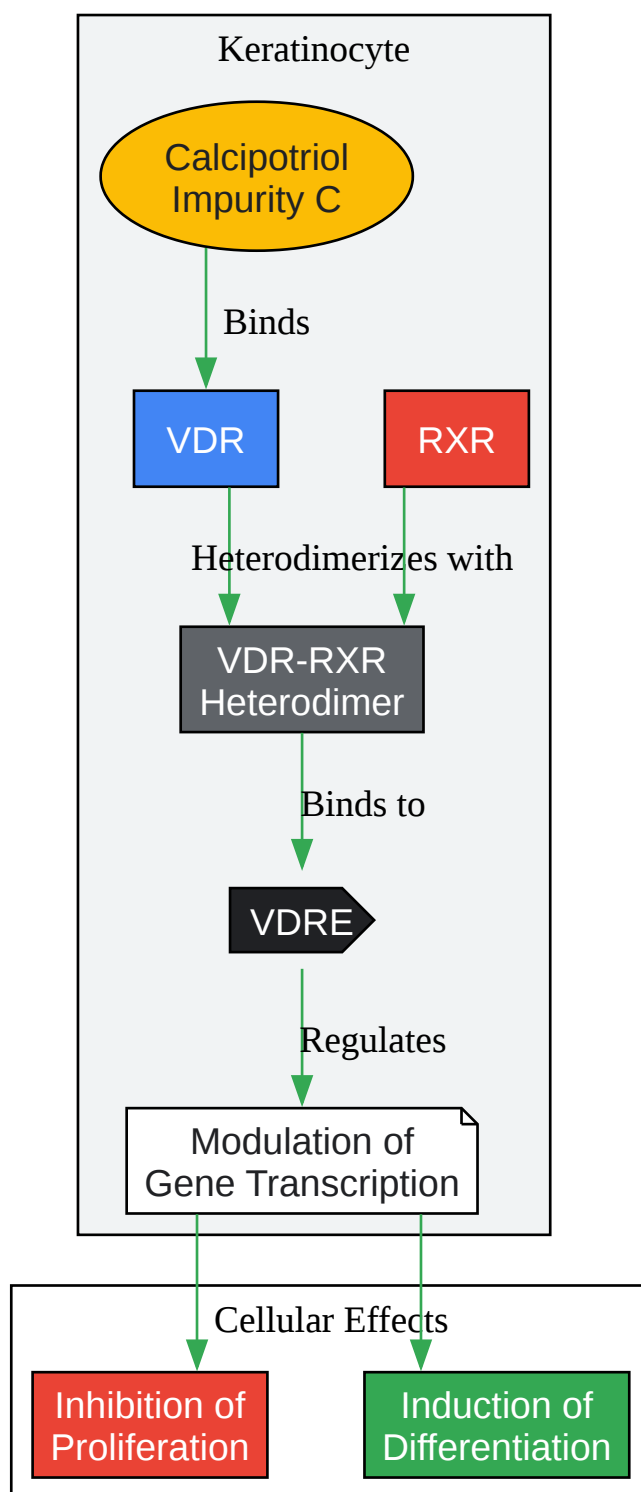 Keratinocyte
Calcipotriol
Impurity C
Binds
VDR
RXR
Heterodimerizes with
VDR-RXR
Heterodimer
Binds to
VDRE
Regulates
Modulation of
Gene Transcription
Cellular Effects
Inhibition of
Proliferation
Induction of
Differentiation